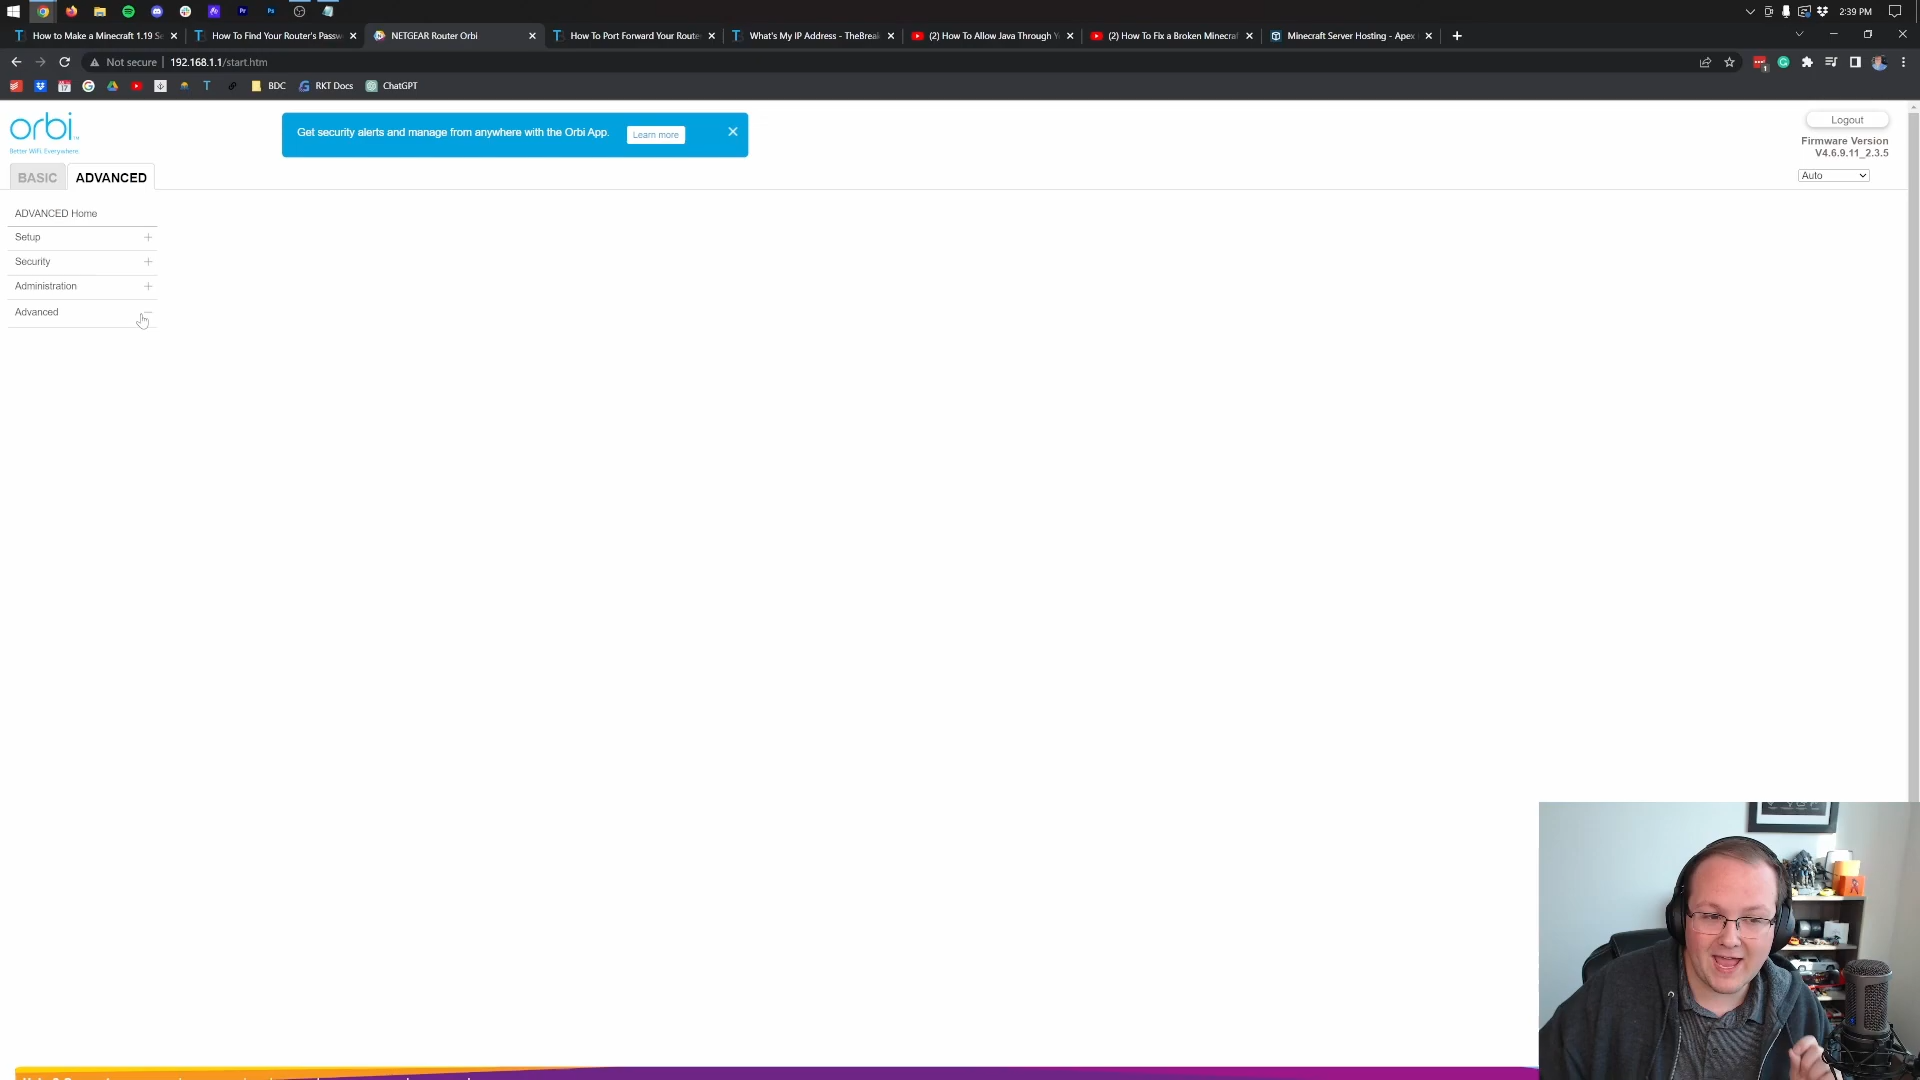 2:39 PM
How to Make a Minecraft 1.19 Se
How To Find Your Router's Passw
NETGEAR Router Orbi
How To Port Forward Your Route
What's My IP Address - TheBreak
(2) How To Allow Java Through Y
(2) How To Fix a Broken Minecraf
Minecraft Server Hosting - Apex
Not secure
192.168.1.1/start.htm
BDC
RKT Docs
ChatGPT
orbi
Better WiFi. Everywhere.
Get security alerts and manage from anywhere with the Orbi App.
Learn more
Logout
Firmware Version
V4.6.9.11_2.3.5
Auto
BASIC
ADVANCED
ADVANCED Home
Setup
Security
Administration
Advanced